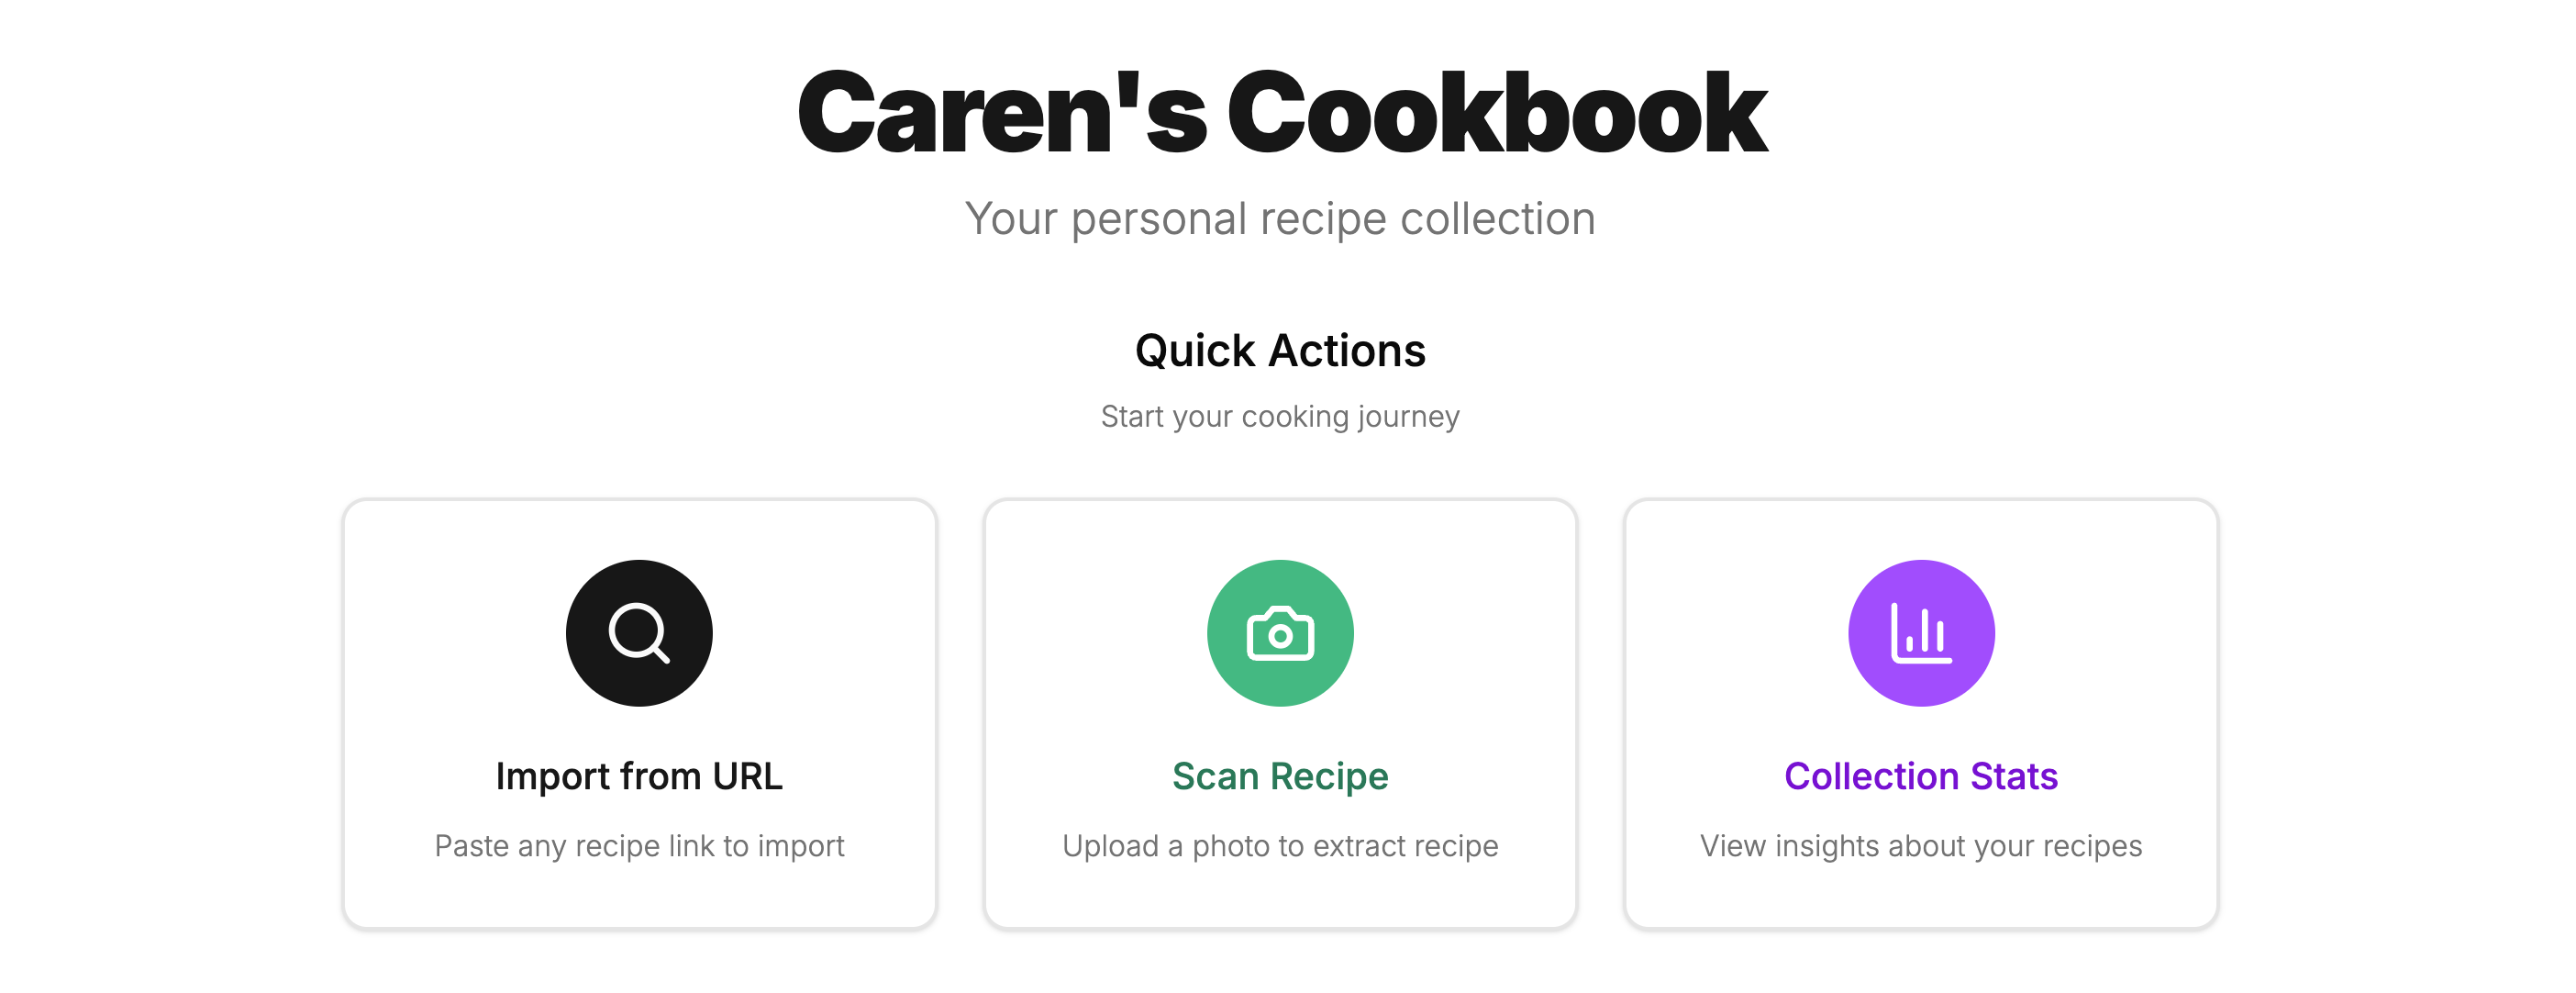 Caren's Cookbook
Your personal recipe collection
Quick Actions
Start your cooking journey
Import from URL
Paste any recipe link to import
Scan Recipe
Upload a photo to extract recipe
Collection Stats
View insights about your recipes